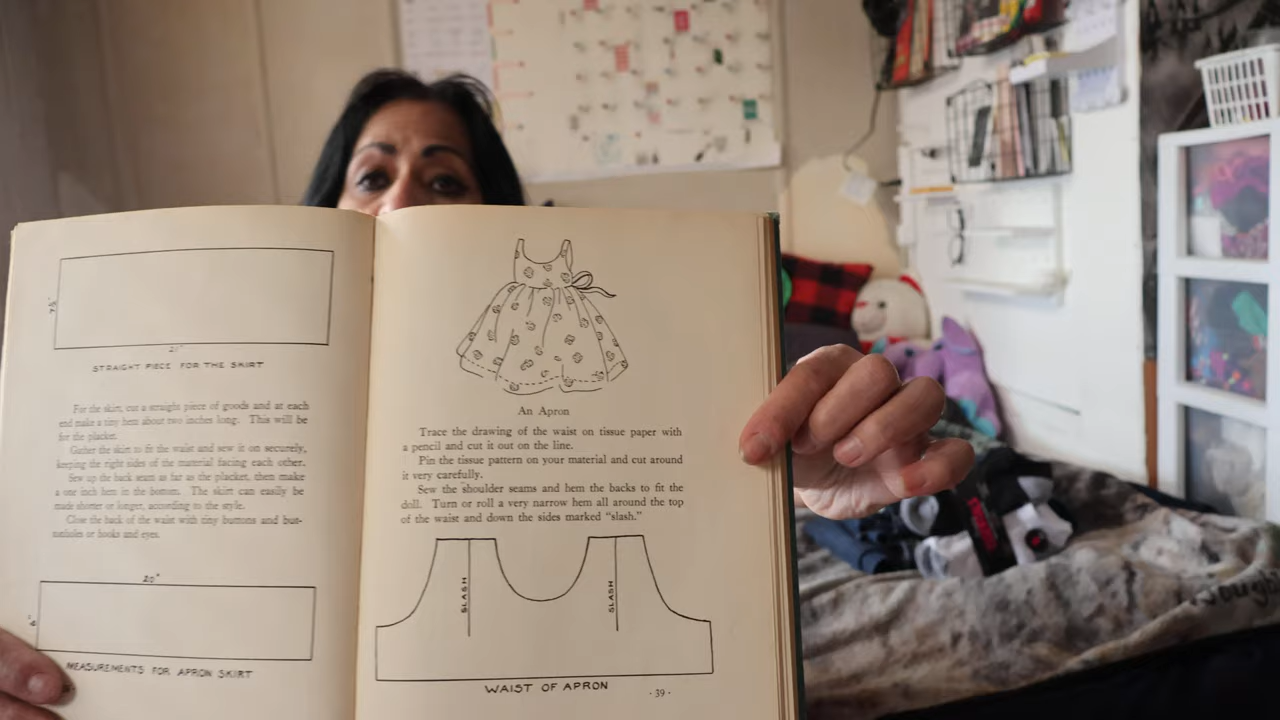 7½"
21"
STRAIGHT PIECE FOR THE SKIRT
For the skirt, cut a straight piece of goods and at each
end make a tiny hem about two inches long. This will be
for the placket.
Gather the skirt to fit the waist and sew it on securely,
keeping the right sides of the material facing each other.
Sew up the back seam as far as the placket, then make
a one inch hem in the bottom. The skirt can easily be
made shorter or longer, according to the style.
Close the back of the waist with tiny buttons and but-
tonholes or hooks and eyes.
20"
6"
MEASUREMENTS FOR APRON SKIRT
An Apron
Trace the drawing of the waist on tissue paper with
a pencil and cut it out on the line.
Pin the tissue pattern on your material and cut around
it very carefully.
Sew the shoulder seams and hem the backs to fit the
doll. Turn or roll a very narrow hem all around the top
of the waist and down the sides marked "slash."
SLASH
SLASH
WAIST OF APRON
· 39 ·